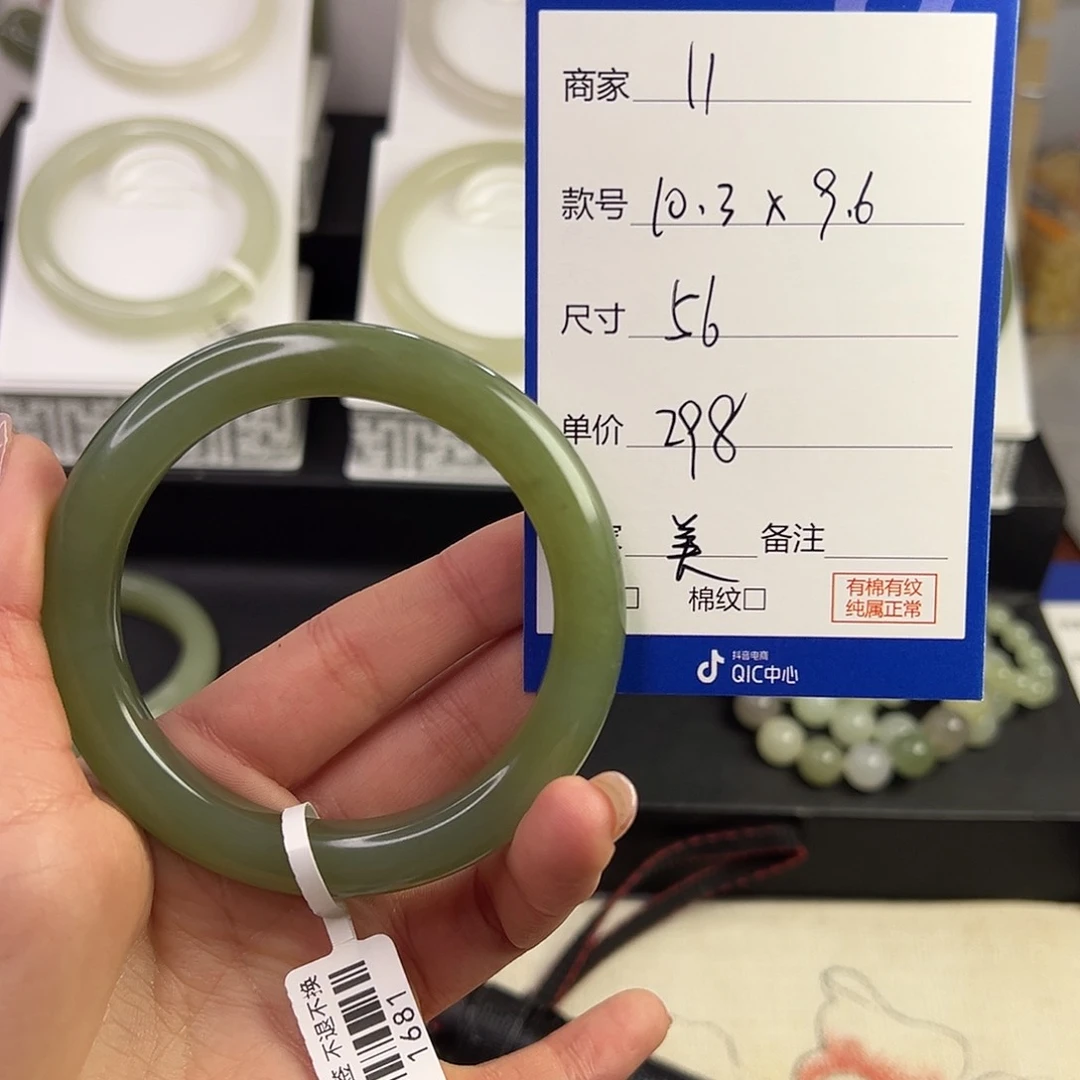 商家 11
款号 10.3 x 9.6
尺寸 56
单价 298
美 备注
棉纹□
有棉有纹
纯属正常
抖音电商
QIC中心
不退不换
1681